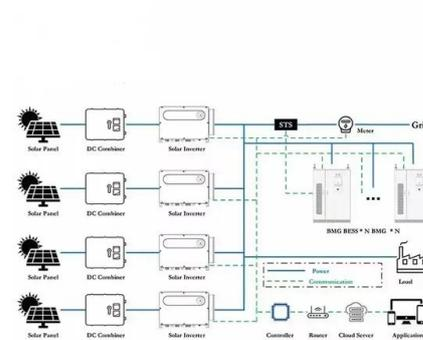 STS
Meter
Gri
Solar Panel
DC Combiner
Solar Inverter
Solar Panel
DC Combiner
Solar Inverter
BMG BESS * N BMG * N
Solar Panel
DC Combiner
Solar Inverter
Power
Communication
Load
Solar Panel
DC Combiner
Solar Inverter
Controller
Router
Cloud Server
Application